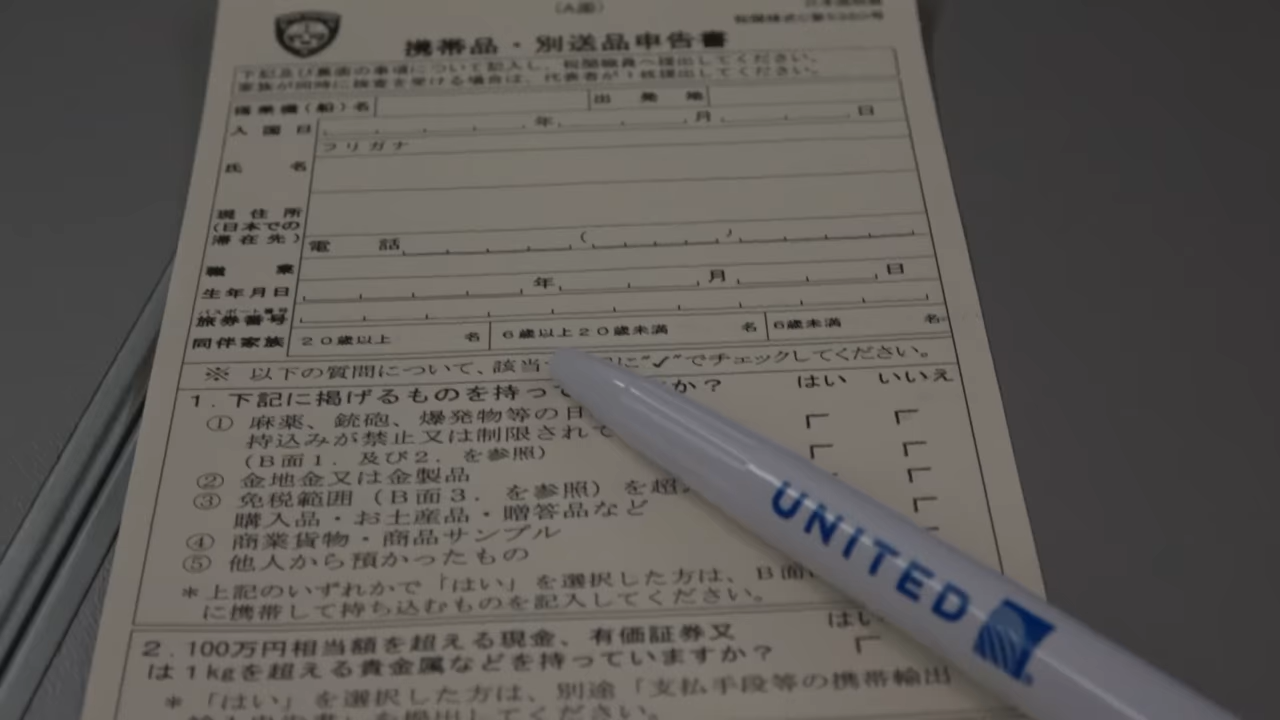 (A面)
携帯品・別送品申告書
下記及び裏面の事項について記入し、税関職員へ提出してください。
家族が同時に検査を受ける場合は、代表者が1枚提出してください。
搭乗機(船)名 出発地
入国日 年 月 日
フリガナ
氏名
現住所
(日本での
滞在先)
電話 ( )
職業
生年月日 年 月 日
パスポート番号
旅券番号
同伴家族 20歳以上 名 6歳以上20歳未満 名 6歳未満 名
※ 以下の質問について、該当 に"✓"でチェックしてください。
1. 下記に掲げるものを持って すか? はい いいえ
① 麻薬、銃砲、爆発物等の日
持込みが禁止又は制限されて
(B面1. 及び2. を参照)
② 金地金又は金製品
③ 免税範囲(B面3. を参照)を超
購入品・お土産品・贈答品など
④ 商業貨物・商品サンプル
⑤ 他人から預かったもの
*上記のいずれかで「はい」を選択した方は、B面
に携帯して持ち込むものを記入してください。
2. 100万円相当額を超える現金、有価証券又 はい
は1kgを超える貴金属などを持っていますか?
*「はい」を選択した方は、別途「支払手段等の携帯輸出
UNITED